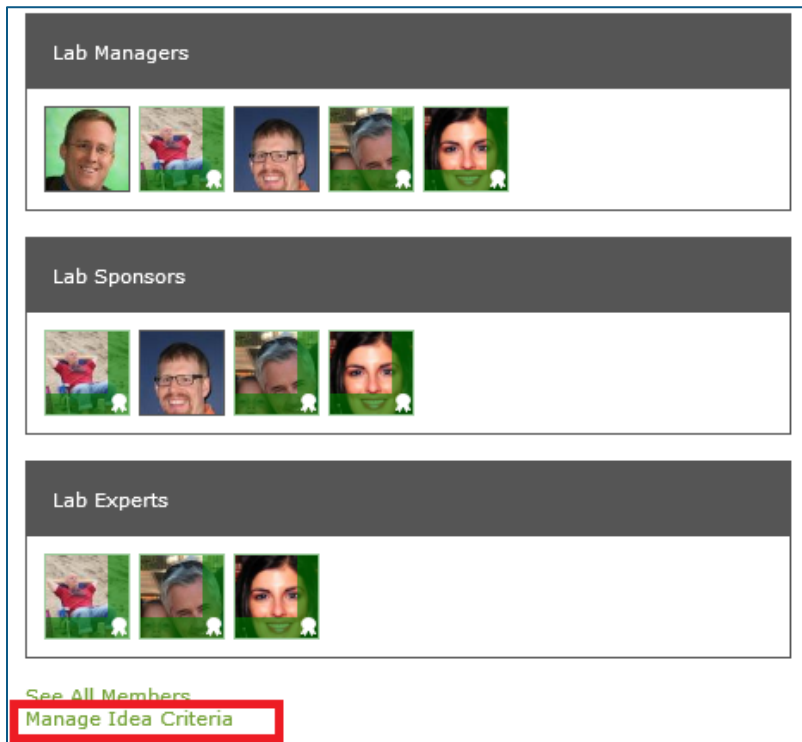 Lab Managers
Lab Sponsors
Lab Experts
See All Members
Manage Idea Criteria